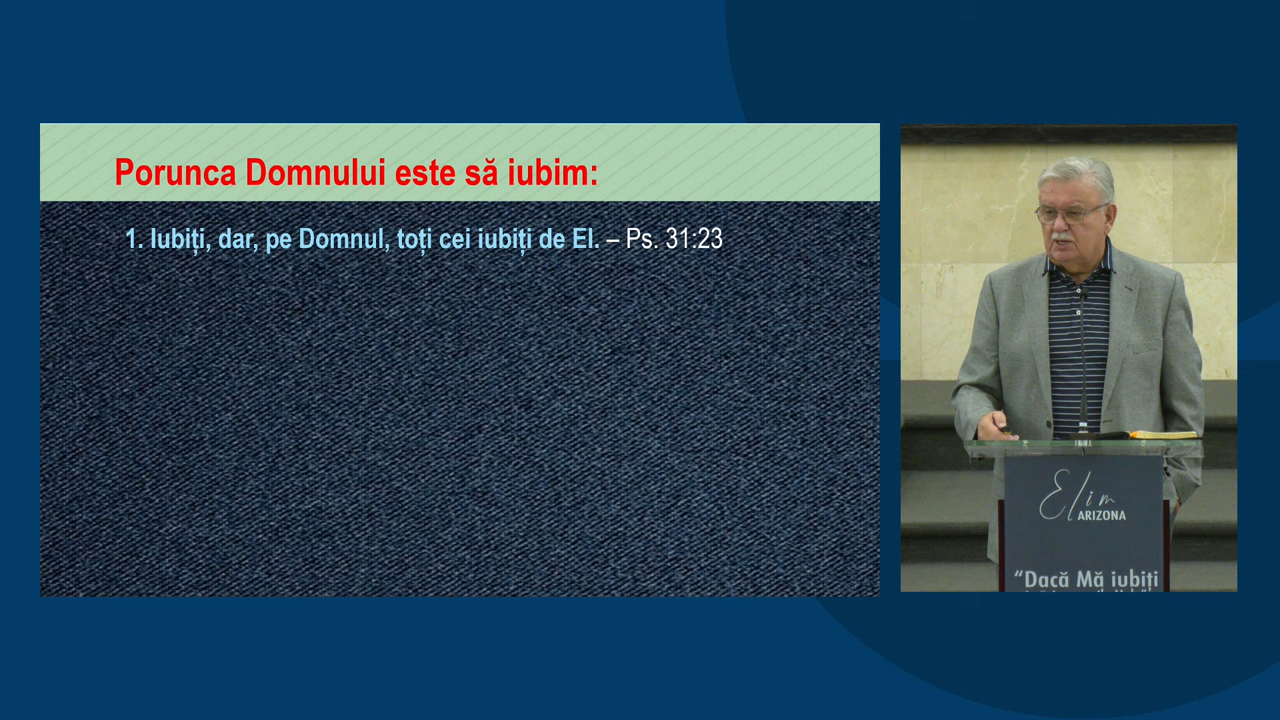 Porunca Domnului este să iubim:
1. Iubiți, dar, pe Domnul, toți cei iubiți de El. – Ps. 31:23
Elim
ARIZONA
“Dacă Mă iubiți